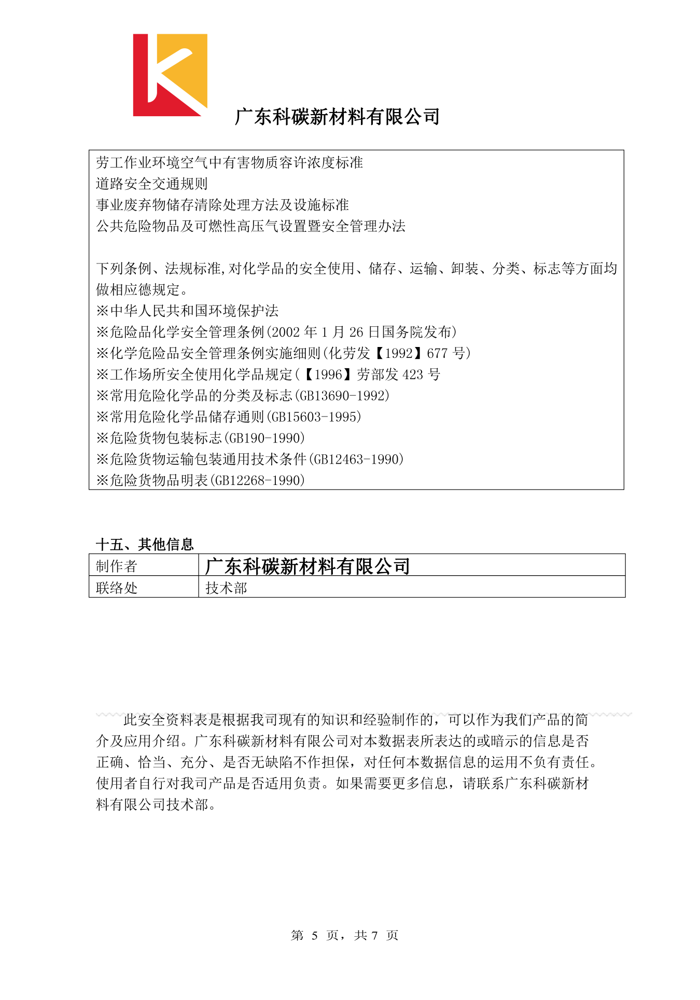 广东科碳新材料有限公司
劳工作业环境空气中有害物质容许浓度标准
道路安全交通规则
事业废弃物储存清除处理方法及设施标准
公共危险物品及可燃性高压气设置暨安全管理办法
下列条例、法规标准,对化学品的安全使用、储存、运输、卸装、分类、标志等方面均
做相应德规定。
※中华人民共和国环境保护法
※危险品化学安全管理条例(2002 年 1 月 26 日国务院发布)
※化学危险品安全管理条例实施细则(化劳发【1992】677 号)
※工作场所安全使用化学品规定(【1996】劳部发 423 号
※常用危险化学品的分类及标志(GB13690-1992)
※常用危险化学品储存通则(GB15603-1995)
※危险货物包装标志(GB190-1990)
※危险货物运输包装通用技术条件(GB12463-1990)
※危险货物品明表(GB12268-1990)
十五、其他信息
制作者 广东科碳新材料有限公司
联络处 技术部
此安全资料表是根据我司现有的知识和经验制作的，可以作为我们产品的简
介及应用介绍。广东科碳新材料有限公司对本数据表所表达的或暗示的信息是否
正确、恰当、充分、是否无缺陷不作担保，对任何本数据信息的运用不负有责任。
使用者自行对我司产品是否适用负责。如果需要更多信息，请联系广东科碳新材
料有限公司技术部。
第 5 页，共 7 页